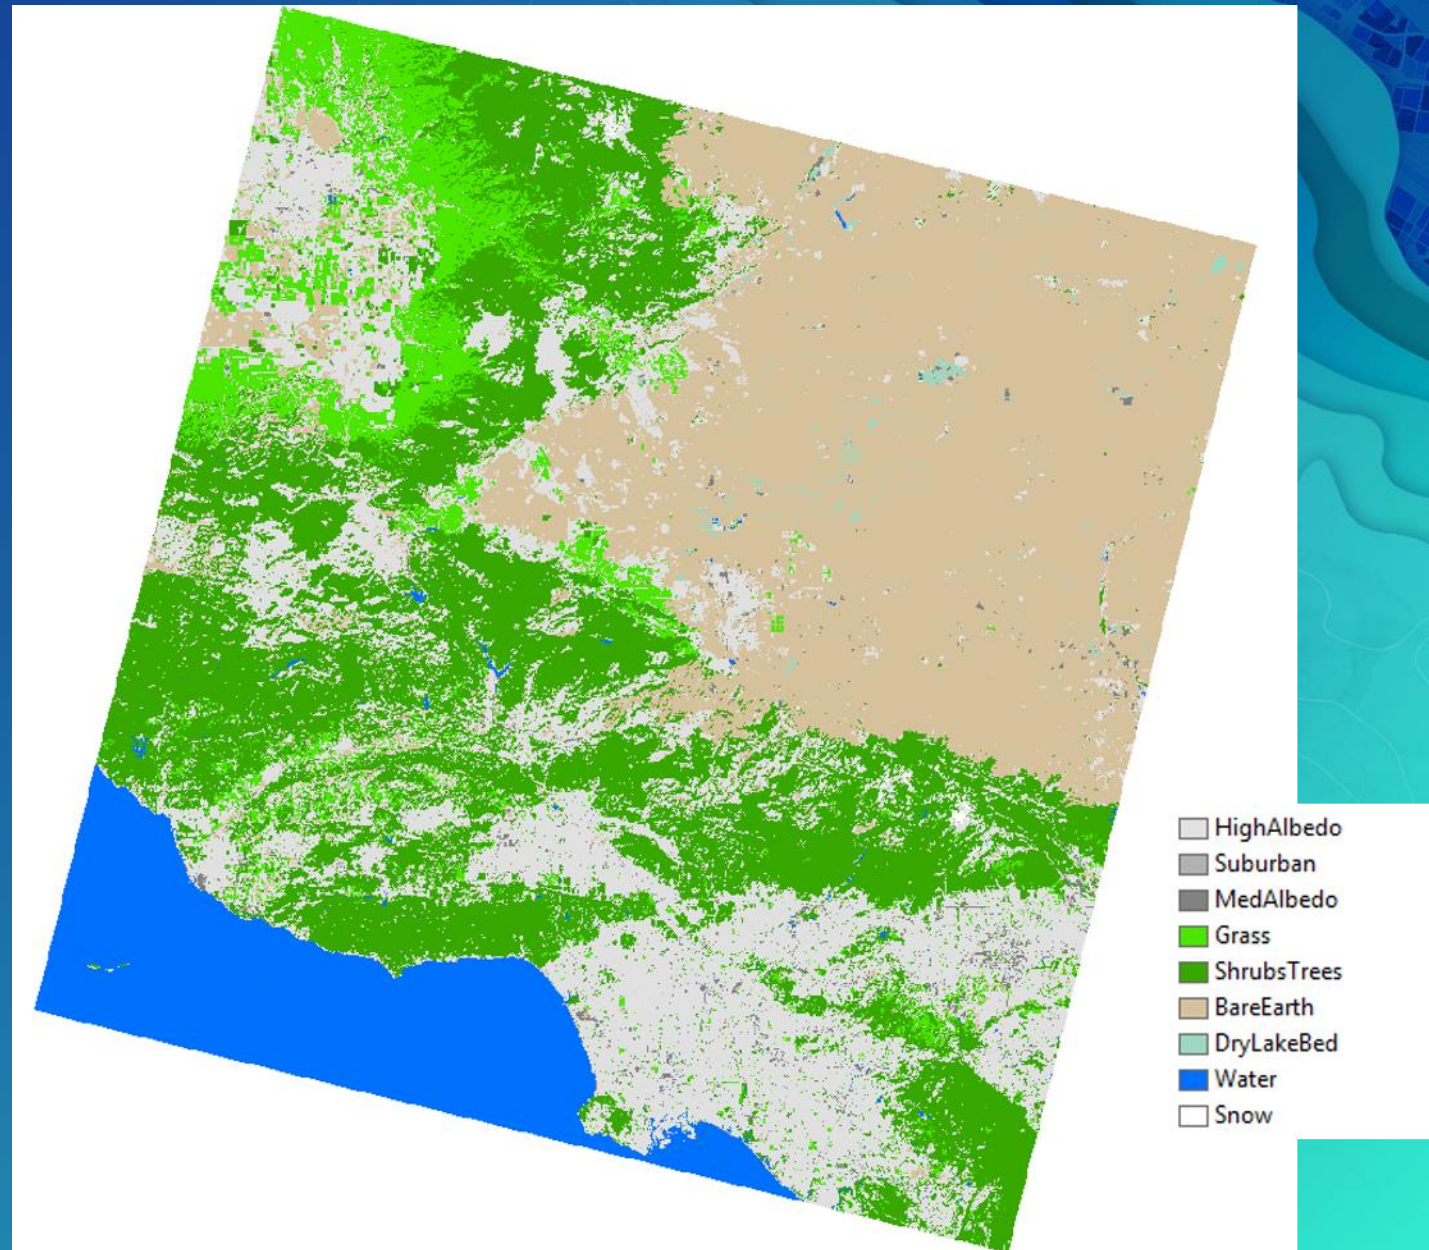 HighAlbedo
Suburban
MedAlbedo
Grass
ShrubsTrees
BareEarth
DryLakeBed
Water
Snow